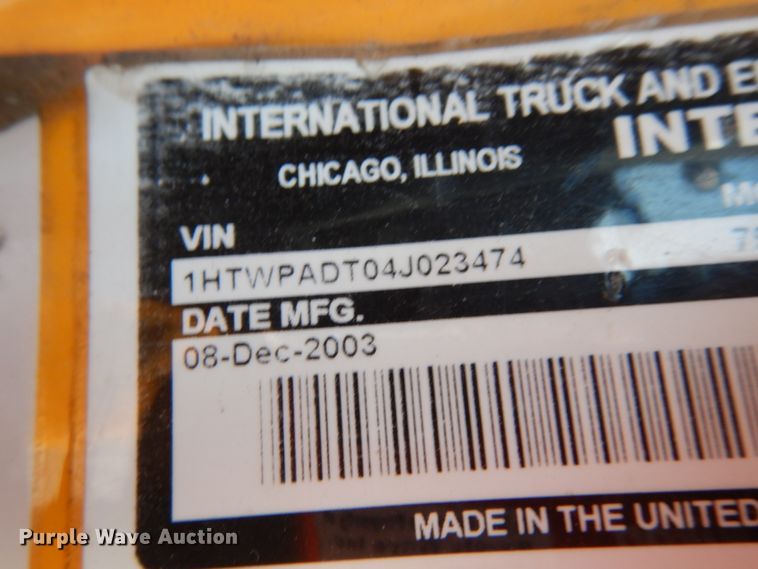 INTERNATIONAL TRUCK AND
CHICAGO, ILLINOIS
VIN
1HTWPADT04J023474
DATE MFG.
08-Dec-2003
MADE IN THE UNITED
Purple Wave Auction